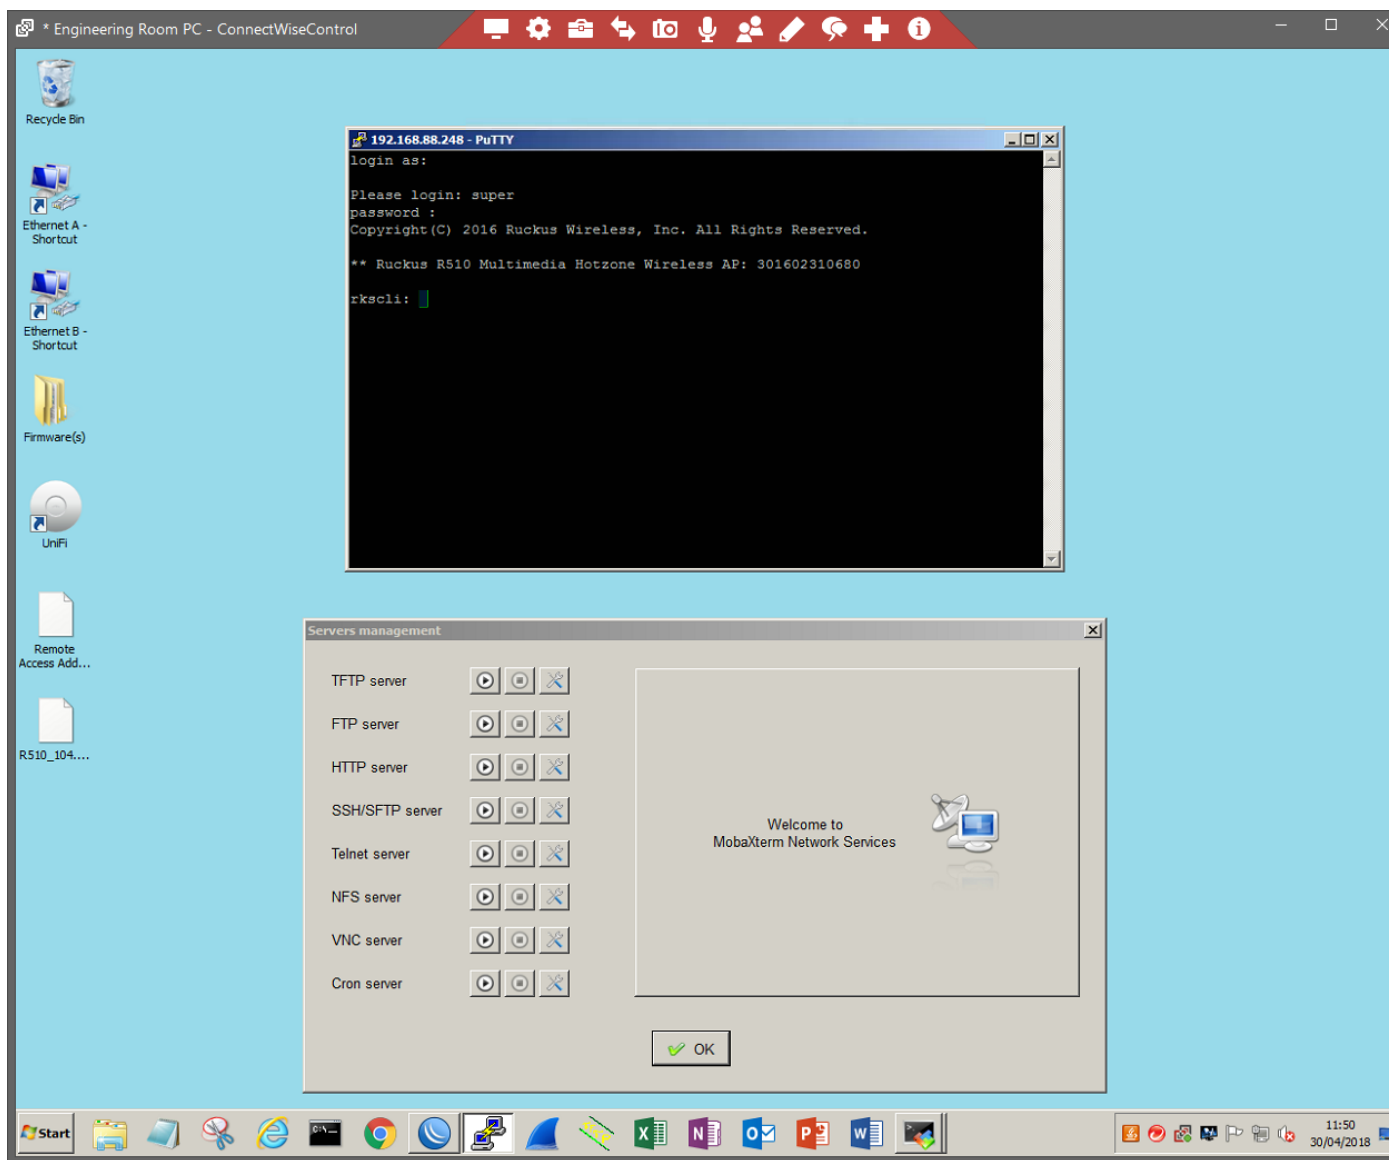 * Engineering Room PC - ConnectWiseControl
Recycle Bin
Ethernet A -
Shortcut
Ethernet B -
Shortcut
Firmware(s)
UniFi
Remote
Access Add...
R510_104....
192.168.88.248 - PuTTY
login as:
Please login: super
password :
Copyright(C) 2016 Ruckus Wireless, Inc. All Rights Reserved.
** Ruckus R510 Multimedia Hotzone Wireless AP: 301602310680
rkscli:
Servers management
TFTP server
FTP server
HTTP server
SSH/SFTP server
Telnet server
NFS server
VNC server
Cron server
Welcome to
MobaXterm Network Services
OK
Start
11:50
30/04/2018